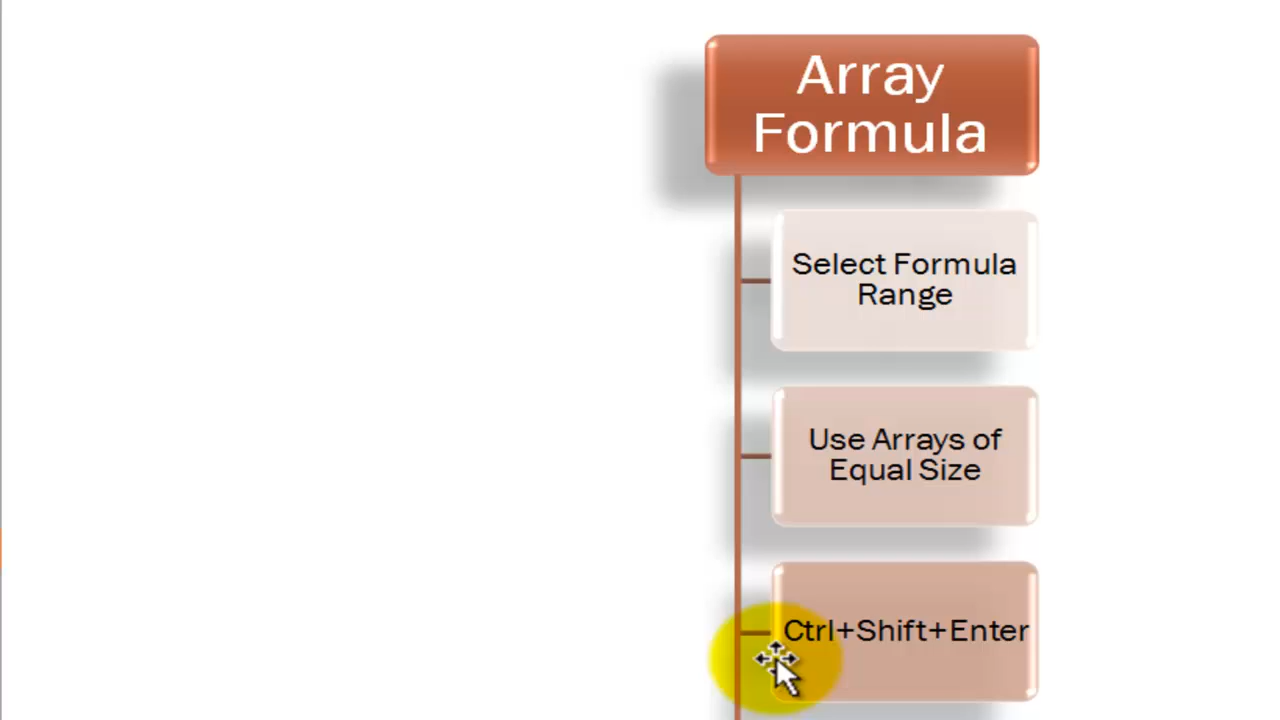 Array
Formula
Select Formula
Range
Use Arrays of
Equal Size
Ctrl+Shift+Enter